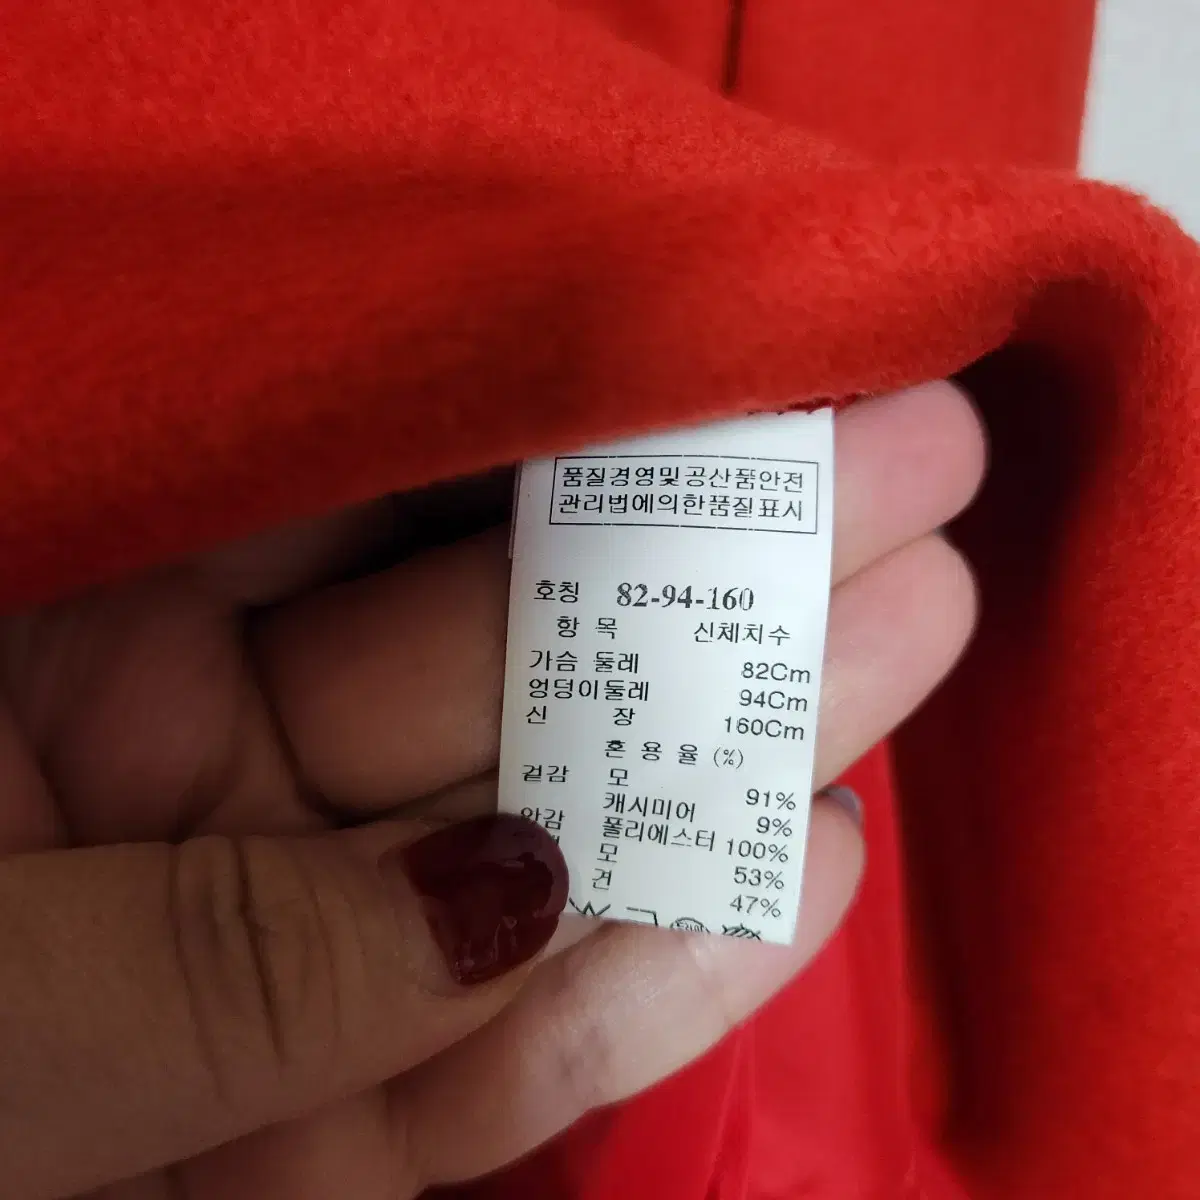 품질경영및공산품안전
관리법에의한품질표시
호칭 82-94-160
항 목 신체치수
가슴 둘레 82Cm
엉덩이둘레 94Cm
신 장 160Cm
혼 용 율 (%)
겉감 모 91%
캐시미어 9%
안감 폴리에스터 100%
모 53%
견 47%